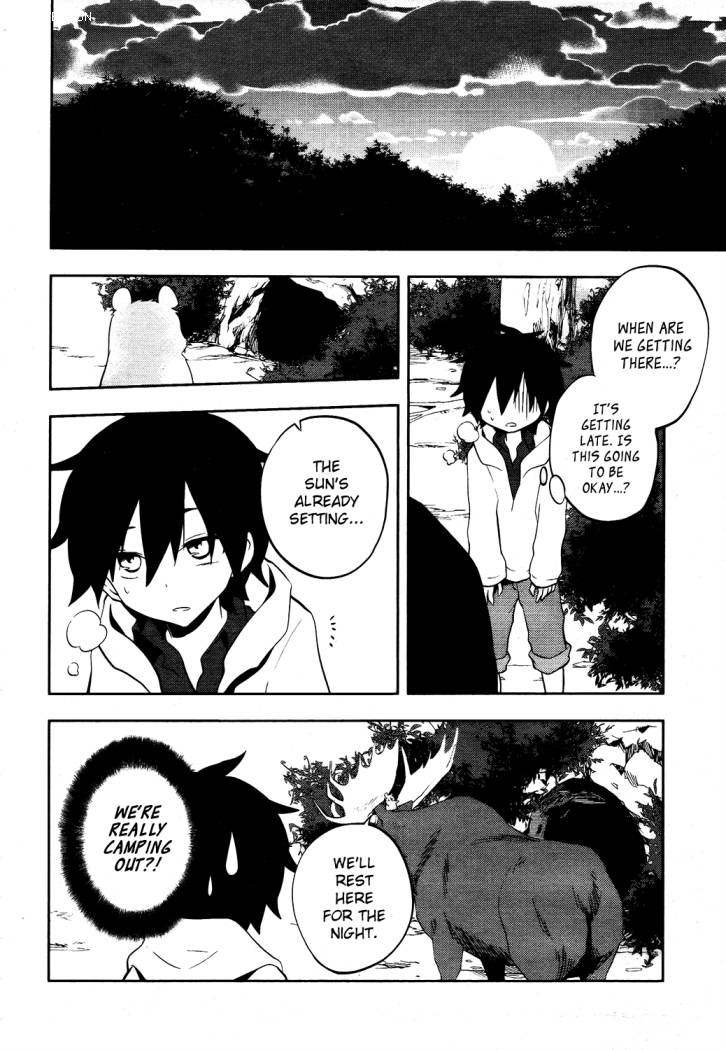 WHEN ARE
WE GETTING
THERE...?
IT'S
GETTING
LATE. IS
THIS GOING
TO BE
OKAY...?
THE
SUN'S
ALREADY
SETTING...
WE'RE
REALLY
CAMPING
OUT?!
WE'LL
REST
HERE
FOR THE
NIGHT.